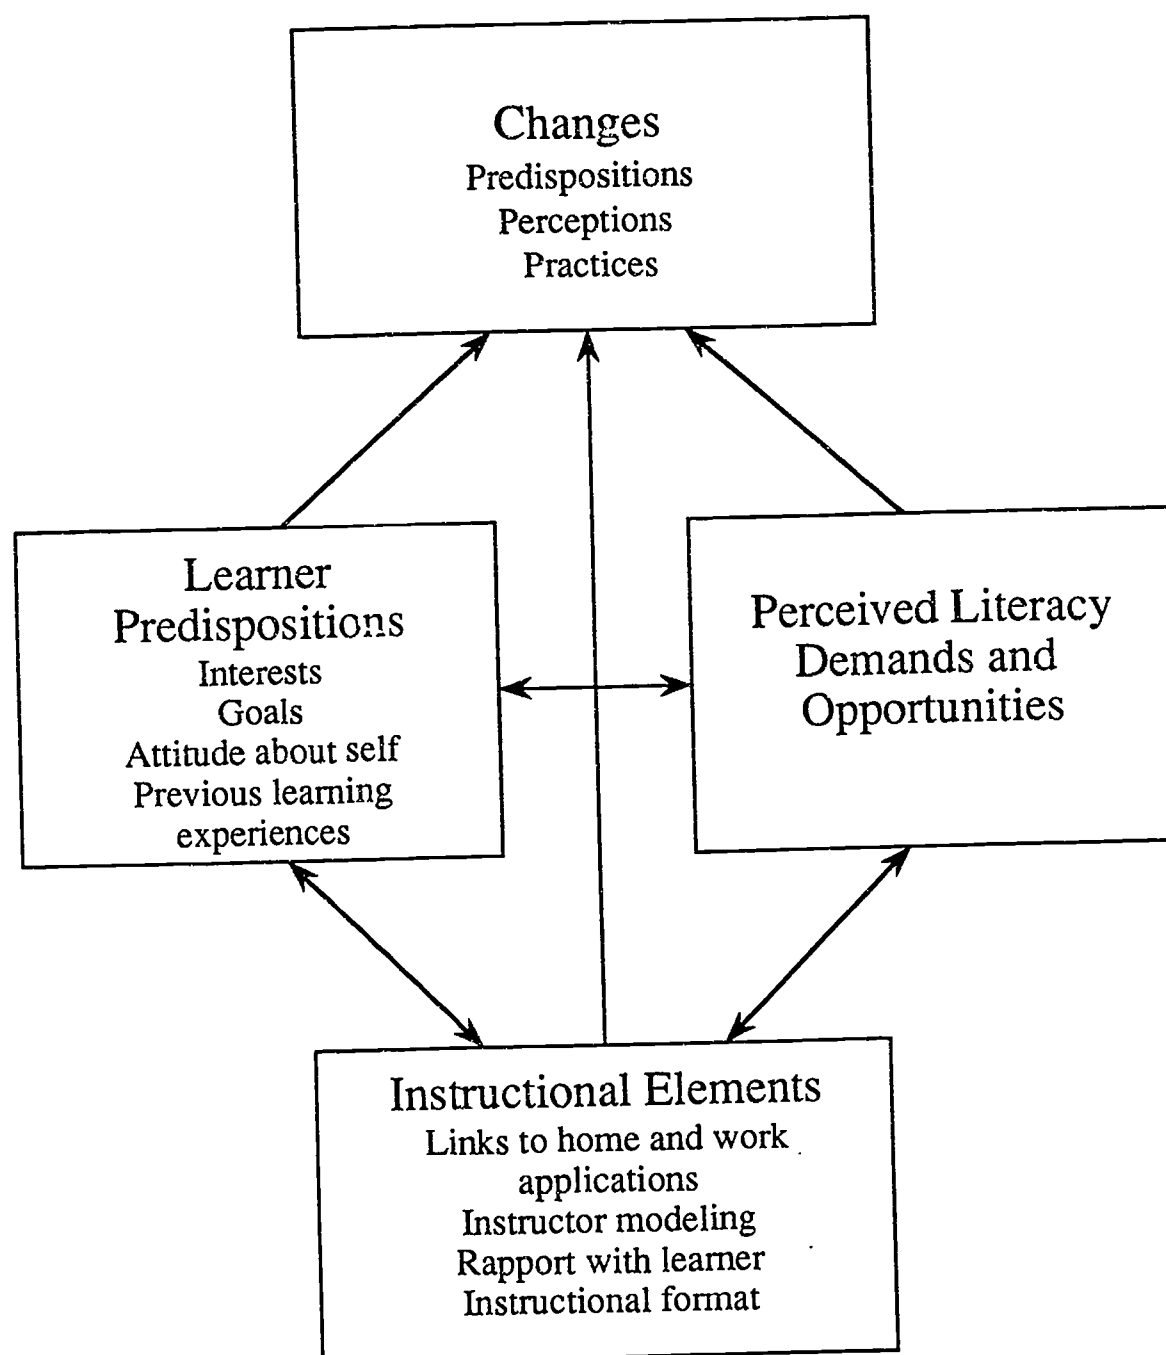 Changes
Predispositions
Perceptions
Practices
Learner
Predispositions
Interests
Goals
Attitude about self
Previous learning
experiences
Perceived Literacy
Demands and
Opportunities
Instructional Elements
Links to home and work
applications
Instructor modeling
Rapport with learner
Instructional format